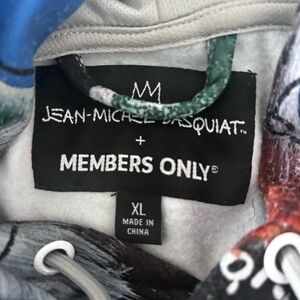 JEAN-MICHEL BASQUIAT™
+
MEMBERS ONLY®
XL
MADE IN
CHINA